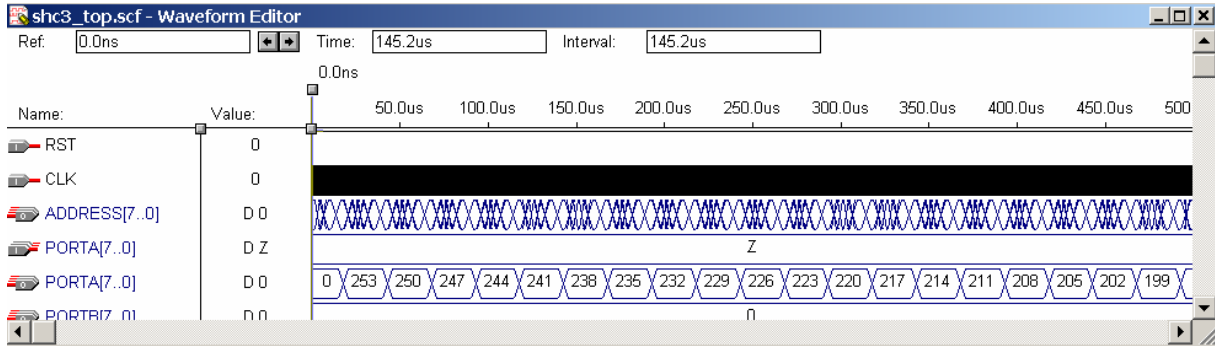 shc3_top.scf - Waveform Editor
Ref: 0.0ns Time: 145.2us Interval: 145.2us
0.0ns
Name: Value: 50.0us 100.0us 150.0us 200.0us 250.0us 300.0us 350.0us 400.0us 450.0us 500
RST 0
CLK 0
ADDRESS[7..0] D 0
PORTA[7..0] D Z Z
PORTA[7..0] D 0 0 253 250 247 244 241 238 235 232 229 226 223 220 217 214 211 208 205 202 199
PORTB[7..0] D 0 0